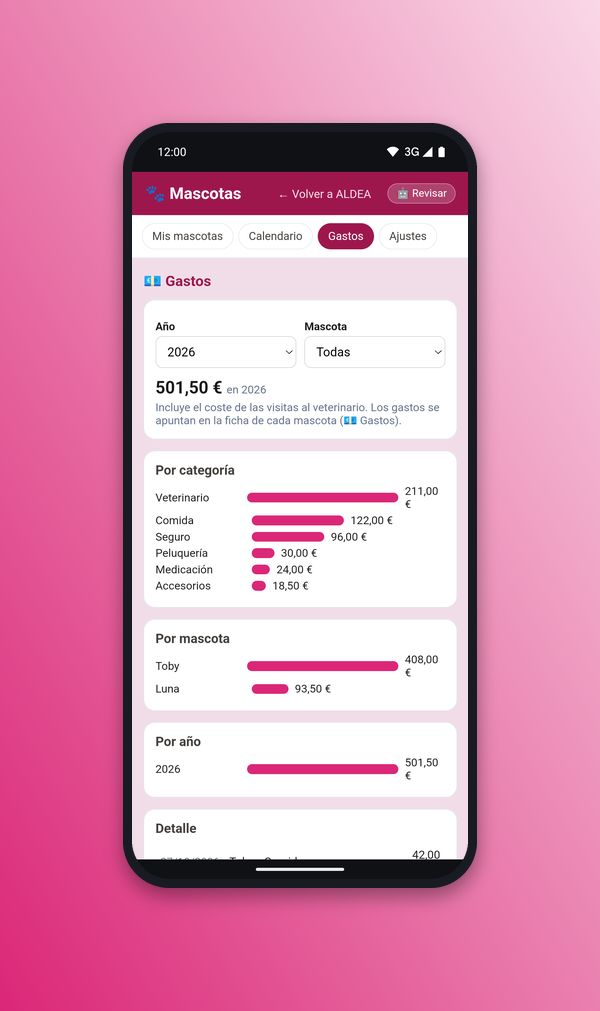 12:00 3G
Mascotas ← Volver a ALDEA Revisar
Mis mascotas Calendario Gastos Ajustes
Gastos
Año Mascota
2026 Todas
501,50 € en 2026
Incluye el coste de las visitas al veterinario. Los gastos se
apuntan en la ficha de cada mascota (💶 Gastos).
Por categoría
Veterinario 211,00 €
Comida 122,00 €
Seguro 96,00 €
Peluquería 30,00 €
Medicación 24,00 €
Accesorios 18,50 €
Por mascota
Toby 408,00 €
Luna 93,50 €
Por año
2026 501,50 €
Detalle
42,00